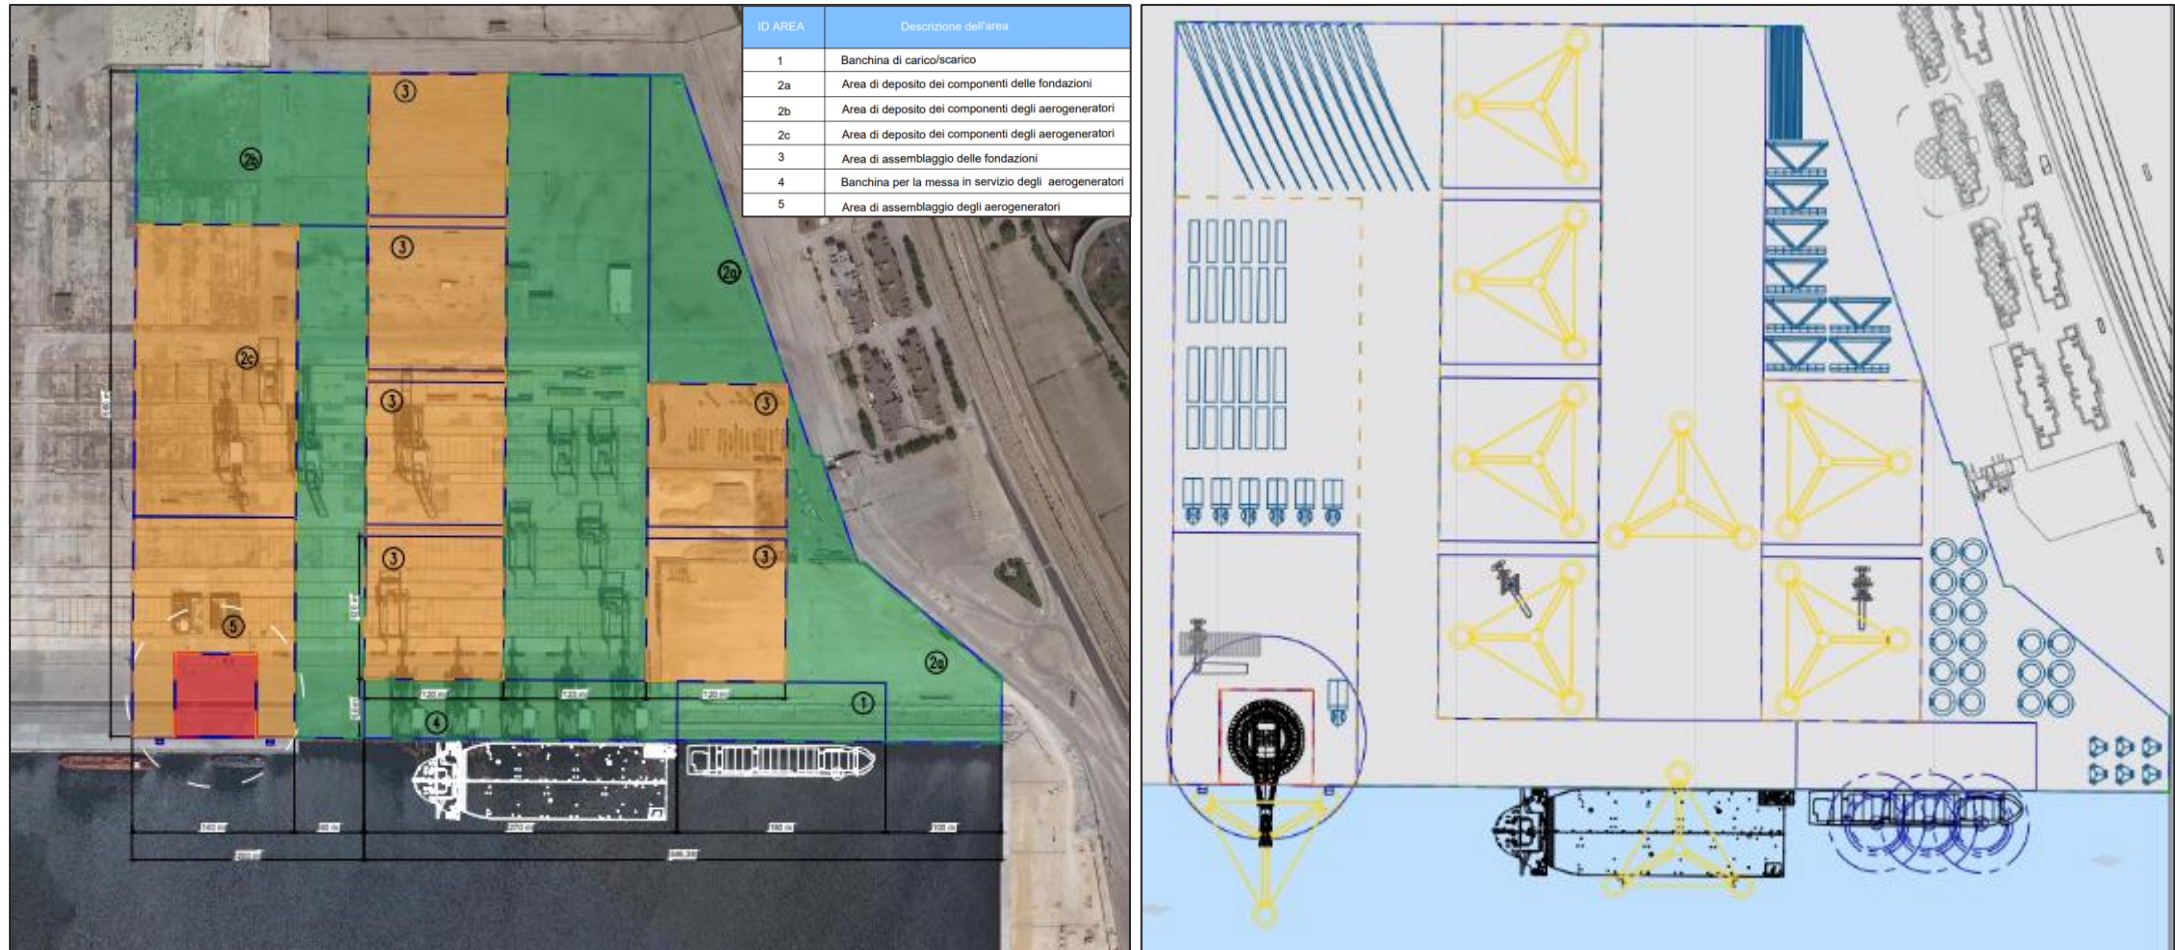 ID AREA Descrizione dell'area
1 Banchina di carico/scarico
2a Area di deposito dei componenti delle fondazioni
2b Area di deposito dei componenti degli aerogeneratori
2c Area di deposito dei componenti degli aerogeneratori
3 Area di assemblaggio delle fondazioni
4 Banchina per la messa in servizio degli aerogeneratori
5 Area di assemblaggio degli aerogeneratori
3
2b
3
2a
2c
3
3
3
3
5
2a
4
1
120 m
120 m